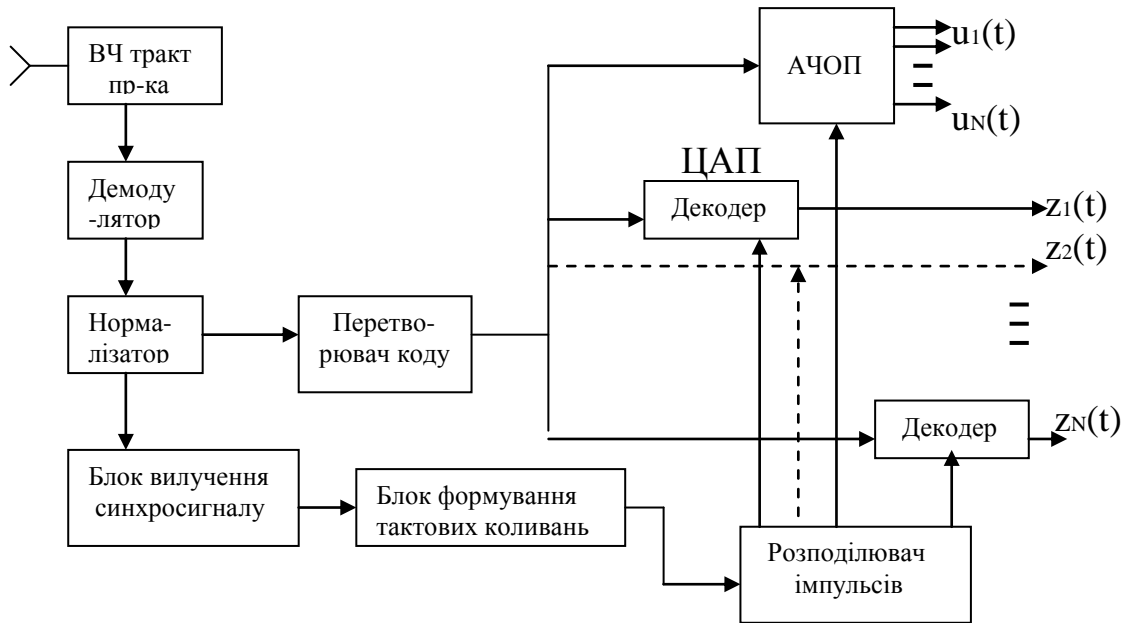 ВЧ тракт
пр-ка
АЧОП
u1(t)
uN(t)
Демоду
-лятор
ЦАП
Декодер
z1(t)
z2(t)
Норма-
лізатор
Перетво-
рювач коду
Декодер
zN(t)
Блок вилучення
синхросигналу
Блок формування
тактових коливань
Розподілювач
імпульсів